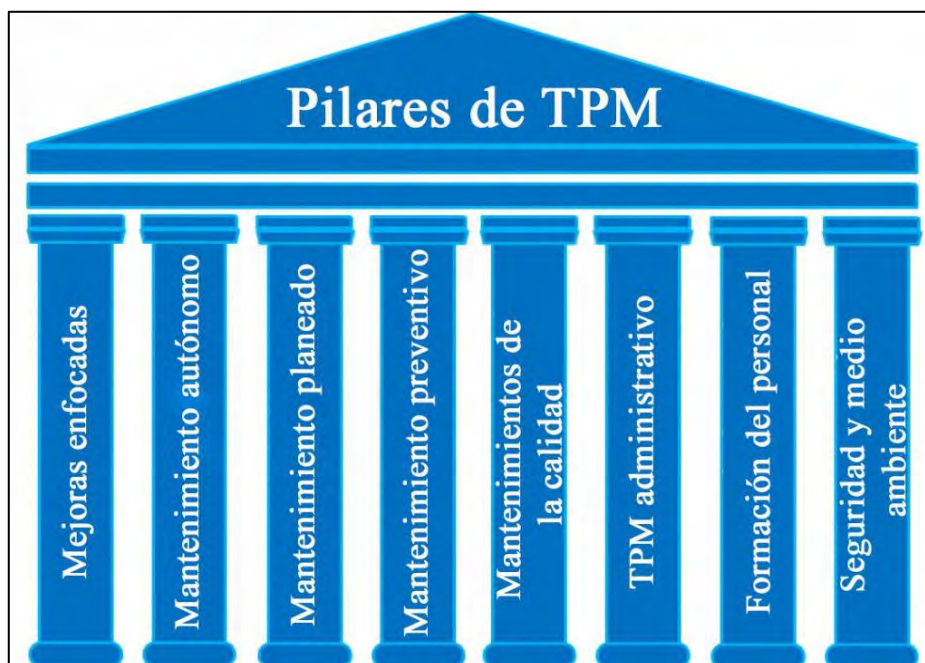 Pilares de TPM
Mejoras enfocadas
Mantenimiento autónomo
Mantenimiento planeado
Mantenimiento preventivo
Mantenimientos de
la calidad
TPM administrativo
Formación del personal
Seguridad y medio
ambiente